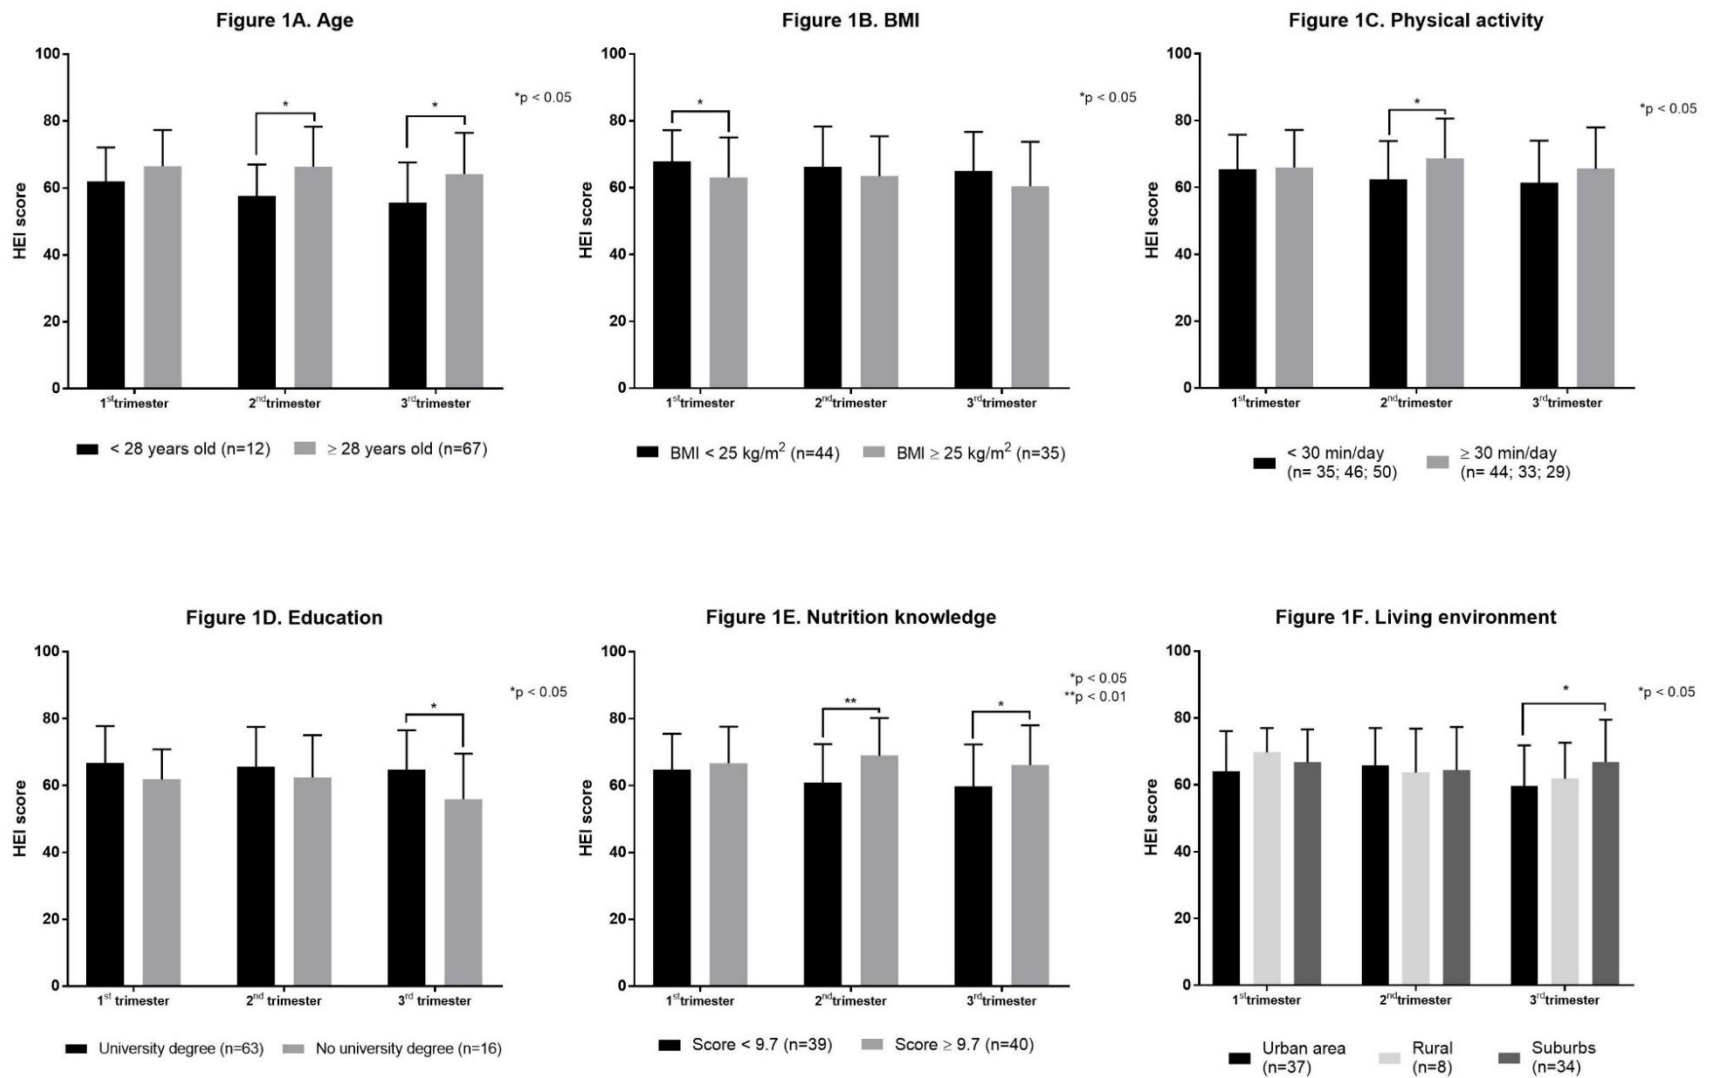 Figure 1A. Age
100
80
60
40
20
0
HEI score
*
*
*p < 0.05
1st trimester
2nd trimester
3rd trimester
< 28 years old (n=12)
≥ 28 years old (n=67)
Figure 1B. BMI
100
80
60
40
20
0
HEI score
*
*p < 0.05
1st trimester
2nd trimester
3rd trimester
BMI < 25 kg/m2 (n=44)
BMI ≥ 25 kg/m2 (n=35)
Figure 1C. Physical activity
100
80
60
40
20
0
HEI score
*
*p < 0.05
1st trimester
2nd trimester
3rd trimester
< 30 min/day
(n= 35; 46; 50)
≥ 30 min/day
(n= 44; 33; 29)
Figure 1D. Education
100
80
60
40
20
0
HEI score
*
*p < 0.05
1st trimester
2nd trimester
3rd trimester
University degree (n=63)
No university degree (n=16)
Figure 1E. Nutrition knowledge
100
80
60
40
20
0
HEI score
**
*
*p < 0.05
**p < 0.01
1st trimester
2nd trimester
3rd trimester
Score < 9.7 (n=39)
Score ≥ 9.7 (n=40)
Figure 1F. Living environment
100
80
60
40
20
0
HEI score
*
*p < 0.05
1st trimester
2nd trimester
3rd trimester
Urban area
(n=37)
Rural
(n=8)
Suburbs
(n=34)